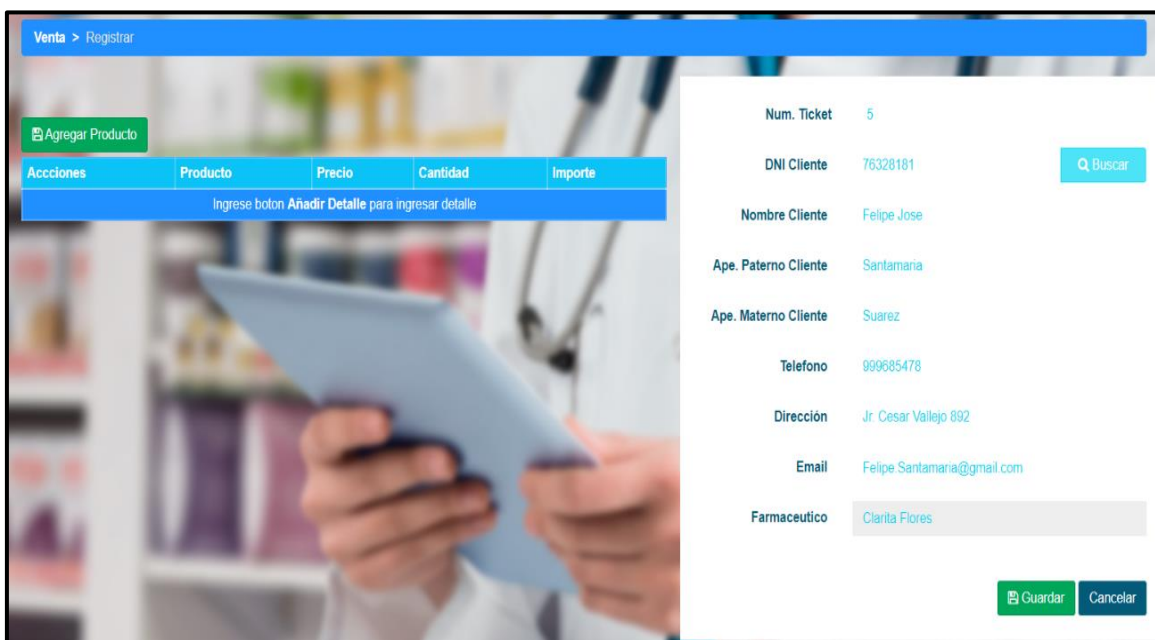 Venta > Registrar
Agregar Producto
Accciones Producto Precio Cantidad Importe
Ingrese boton Añadir Detalle para ingresar detalle
Num. Ticket 5
DNI Cliente 76328181 Buscar
Nombre Cliente Felipe Jose
Ape. Paterno Cliente Santamaria
Ape. Materno Cliente Suarez
Telefono 999685478
Dirección Jr. Cesar Vallejo 892
Email Felipe.Santamaria@gmail.com
Farmaceutico Clarita Flores
Guardar Cancelar